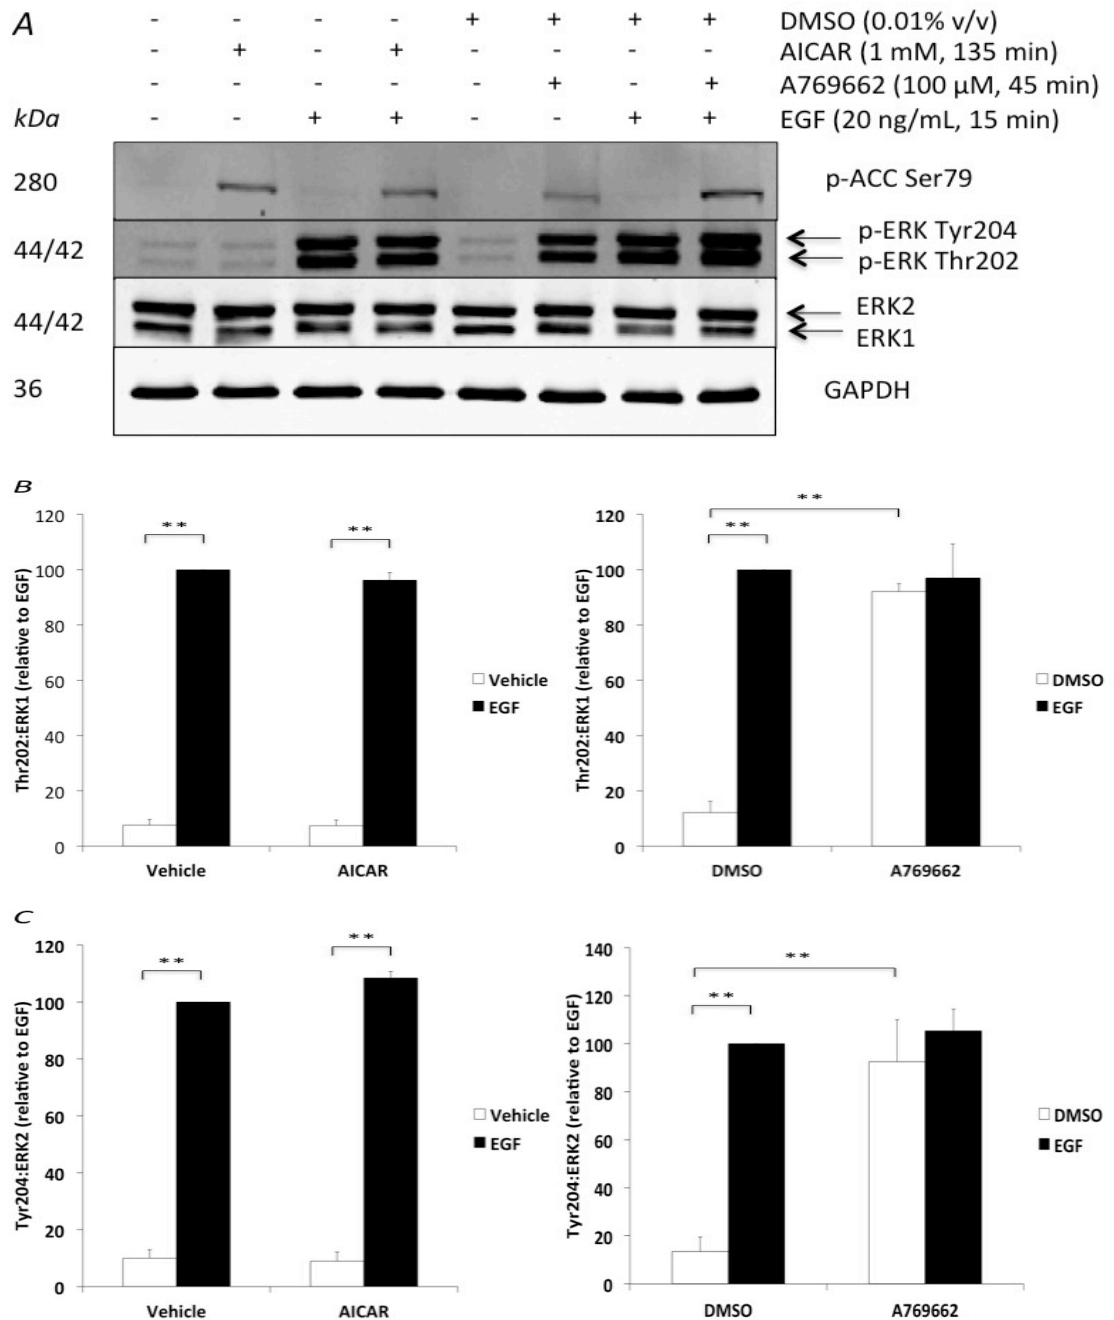 A - - - - + + + + DMSO (0.01% v/v)
- + - + - - - - AICAR (1 mM, 135 min)
- - - - - + - + A769662 (100 µM, 45 min)
kDa - - + + - - + + EGF (20 ng/mL, 15 min)
280 p-ACC Ser79
44/42 p-ERK Tyr204
p-ERK Thr202
44/42 ERK2
ERK1
36 GAPDH
B
**
**
**
**
Thr202:ERK1 (relative to EGF)
120
100
80
60
40
20
0
Vehicle AICAR
Vehicle
EGF
Thr202:ERK1 (relative to EGF)
120
100
80
60
40
20
0
DMSO A769662
DMSO
EGF
C
**
**
**
**
Tyr204:ERK2 (relative to EGF)
120
100
80
60
40
20
0
Vehicle AICAR
Vehicle
EGF
Tyr204:ERK2 (relative to EGF)
140
120
100
80
60
40
20
0
DMSO A769662
DMSO
EGF